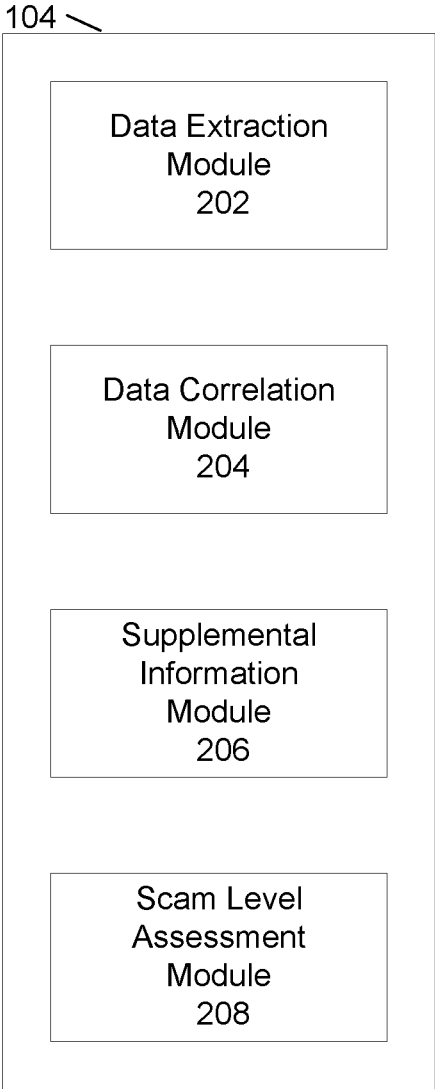 104
Data Extraction
Module
202
Data Correlation
Module
204
Supplemental
Information
Module
206
Scam Level
Assessment
Module
208